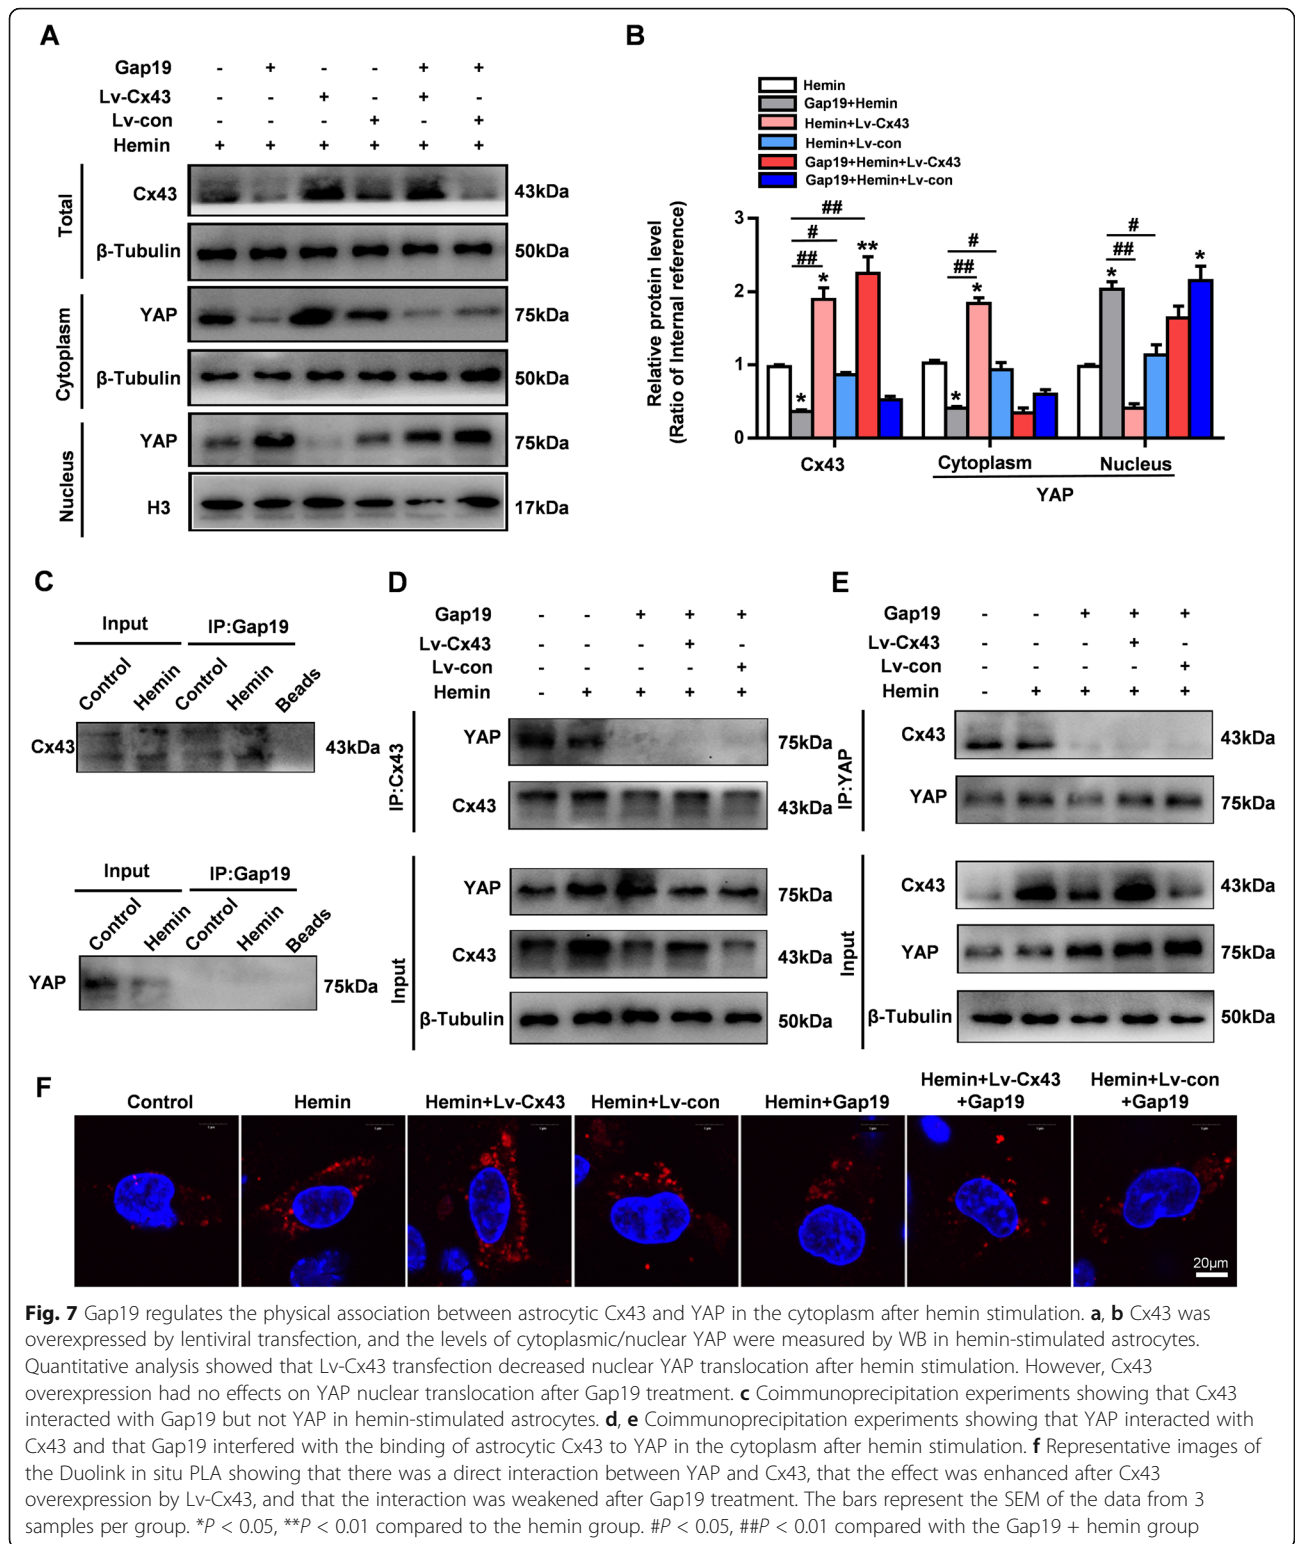 A
Gap19 - + - - + +
Lv-Cx43 - - + - + -
Lv-con - - - + - +
Hemin + + + + + +
Total
Cx43 43kDa
β-Tubulin 50kDa
Cytoplasm
YAP 75kDa
β-Tubulin 50kDa
Nucleus
YAP 75kDa
H3 17kDa
B
Hemin
Gap19+Hemin
Hemin+Lv-Cx43
Hemin+Lv-con
Gap19+Hemin+Lv-Cx43
Gap19+Hemin+Lv-con
Relative protein level
(Ratio of Internal reference)
3
2
1
0
##
#
##
*
*
**
#
##
*
*
#
##
*
*
Cx43 Cytoplasm Nucleus
YAP
C
Input IP:Gap19
Control Hemin Control Hemin Beads
Cx43 43kDa
Input IP:Gap19
Control Hemin Control Hemin Beads
YAP 75kDa
D
Gap19 - - + + +
Lv-Cx43 - - - + -
Lv-con - - - - +
Hemin - + + + +
IP:Cx43
YAP 75kDa
Cx43 43kDa
Input
YAP 75kDa
Cx43 43kDa
β-Tubulin 50kDa
E
Gap19 - - + + +
Lv-Cx43 - - - + -
Lv-con - - - - +
Hemin - + + + +
IP:YAP
Cx43 43kDa
YAP 75kDa
Input
Cx43 43kDa
YAP 75kDa
β-Tubulin 50kDa
F
Control
Hemin
Hemin+Lv-Cx43
Hemin+Lv-con
Hemin+Gap19
Hemin+Lv-Cx43
+Gap19
Hemin+Lv-con
+Gap19
20μm
Fig. 7 Gap19 regulates the physical association between astrocytic Cx43 and YAP in the cytoplasm after hemin stimulation. a, b Cx43 was
overexpressed by lentiviral transfection, and the levels of cytoplasmic/nuclear YAP were measured by WB in hemin-stimulated astrocytes.
Quantitative analysis showed that Lv-Cx43 transfection decreased nuclear YAP translocation after hemin stimulation. However, Cx43
overexpression had no effects on YAP nuclear translocation after Gap19 treatment. c Coimmunoprecipitation experiments showing that Cx43
interacted with Gap19 but not YAP in hemin-stimulated astrocytes. d, e Coimmunoprecipitation experiments showing that YAP interacted with
Cx43 and that Gap19 interfered with the binding of astrocytic Cx43 to YAP in the cytoplasm after hemin stimulation. f Representative images of
the Duolink in situ PLA showing that there was a direct interaction between YAP and Cx43, that the effect was enhanced after Cx43
overexpression by Lv-Cx43, and that the interaction was weakened after Gap19 treatment. The bars represent the SEM of the data from 3
samples per group. *P < 0.05, **P < 0.01 compared to the hemin group. #P < 0.05, ##P < 0.01 compared with the Gap19 + hemin group